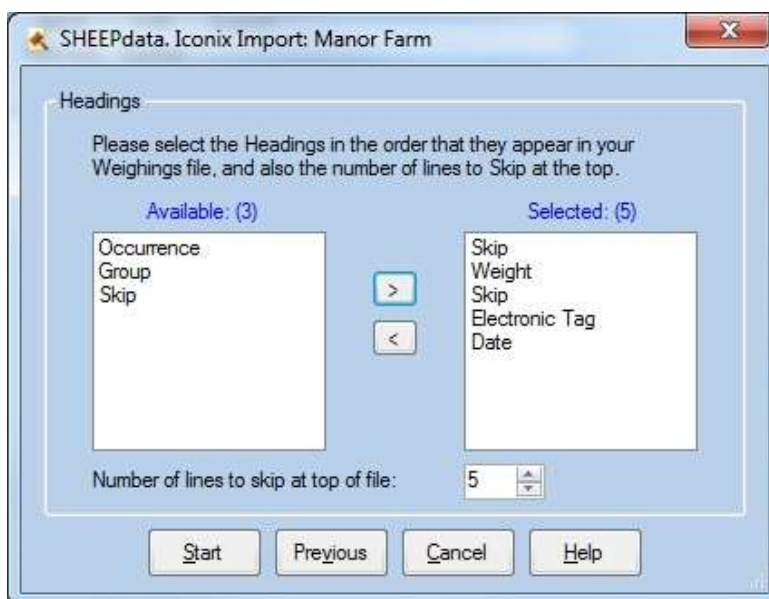 SHEEPdata. Iconix Import: Manor Farm
x
Headings
Please select the Headings in the order that they appear in your
Weighings file, and also the number of lines to Skip at the top.
Available: (3)
Selected: (5)
Occurrence
Group
Skip
>
<
Skip
Weight
Skip
Electronic Tag
Date
Number of lines to skip at top of file:
5
Start
Previous
Cancel
Help